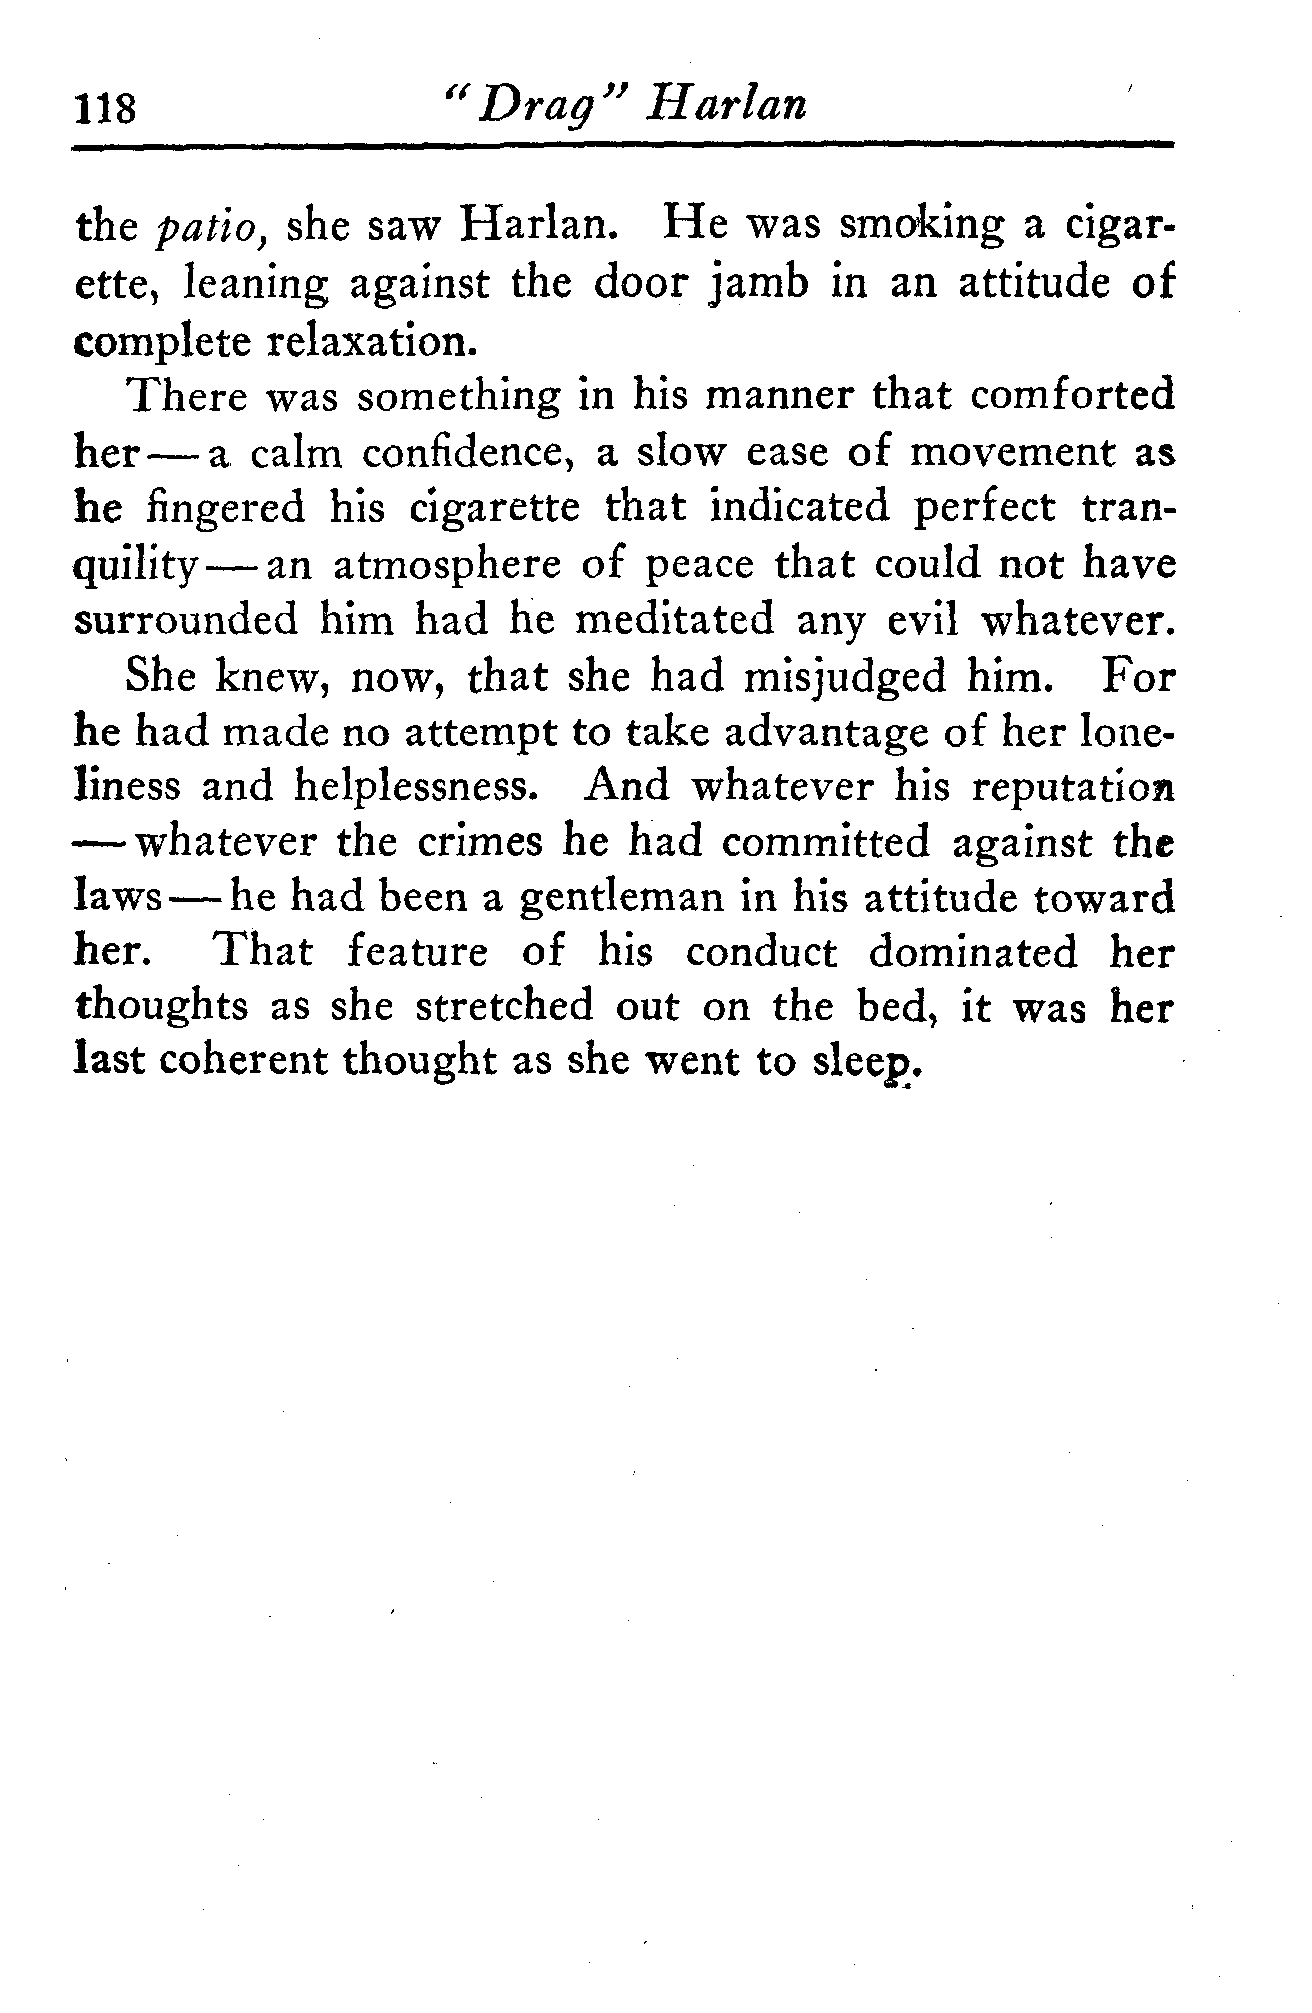 118 "Drag" Harlan
the patio, she saw Harlan. He was smoking a cigar-
ette, leaning against the door jamb in an attitude of
complete relaxation.
There was something in his manner that comforted
her—a calm confidence, a slow ease of movement as
he fingered his cigarette that indicated perfect tran-
quility—an atmosphere of peace that could not have
surrounded him had he meditated any evil whatever.
She knew, now, that she had misjudged him. For
he had made no attempt to take advantage of her lone-
liness and helplessness. And whatever his reputation
—whatever the crimes he had committed against the
laws—he had been a gentleman in his attitude toward
her. That feature of his conduct dominated her
thoughts as she stretched out on the bed, it was her
last coherent thought as she went to sleep.